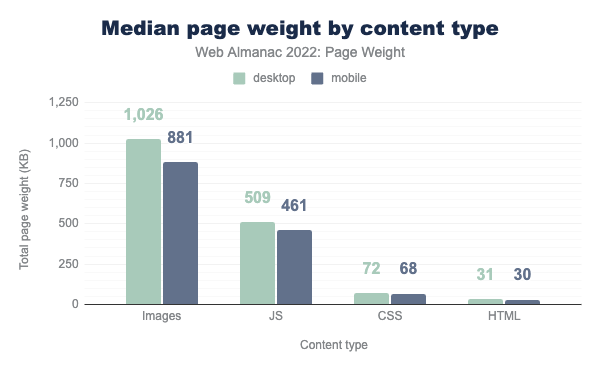 Median page weight by content type
Web Almanac 2022: Page Weight
desktop mobile
Total page weight (KB)
1,250
1,000
750
500
250
0
1,026 881
509 461
72 68
31 30
Images JS CSS HTML
Content type